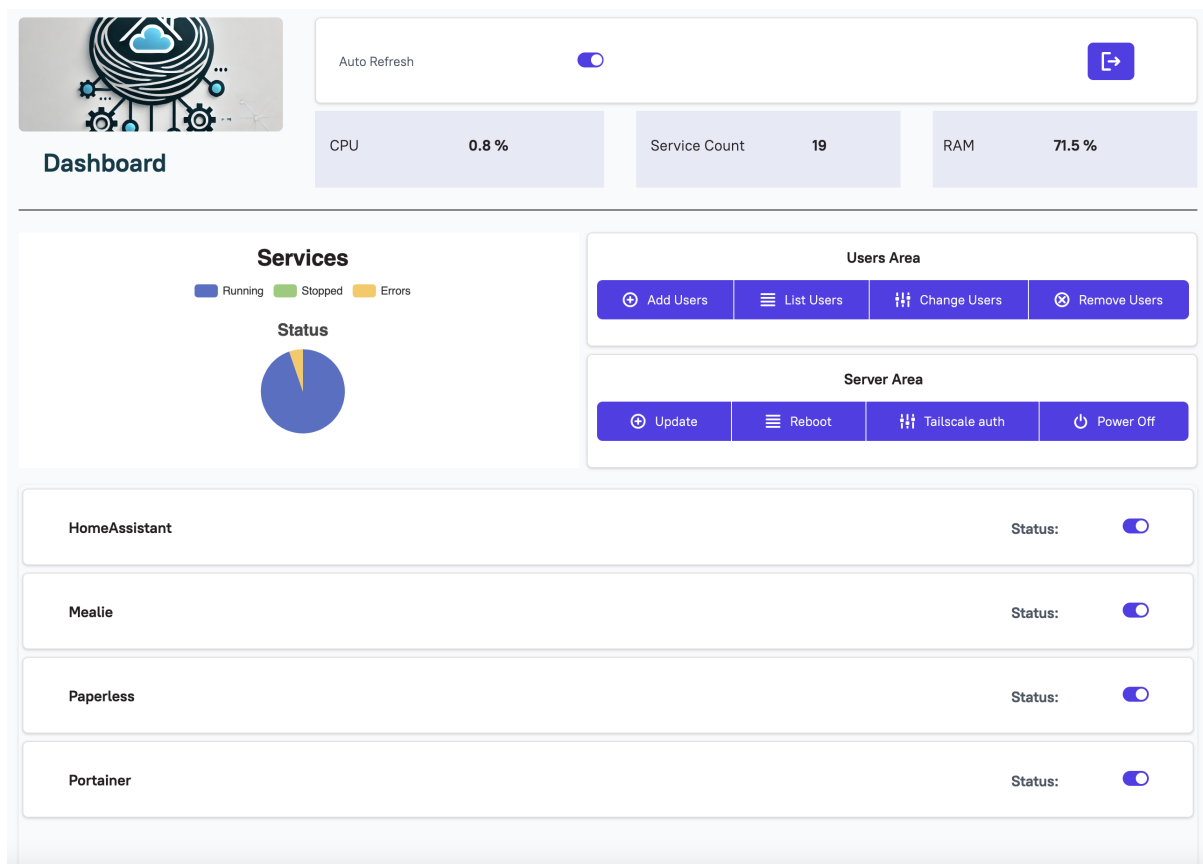 Auto Refresh
Dashboard
CPU 0.8 %
Service Count 19
RAM 71.5 %
Services
Running Stopped Errors
Status
Users Area
Add Users List Users Change Users Remove Users
Server Area
Update Reboot Tailscale auth Power Off
HomeAssistant Status:
Mealie Status:
Paperless Status:
Portainer Status: